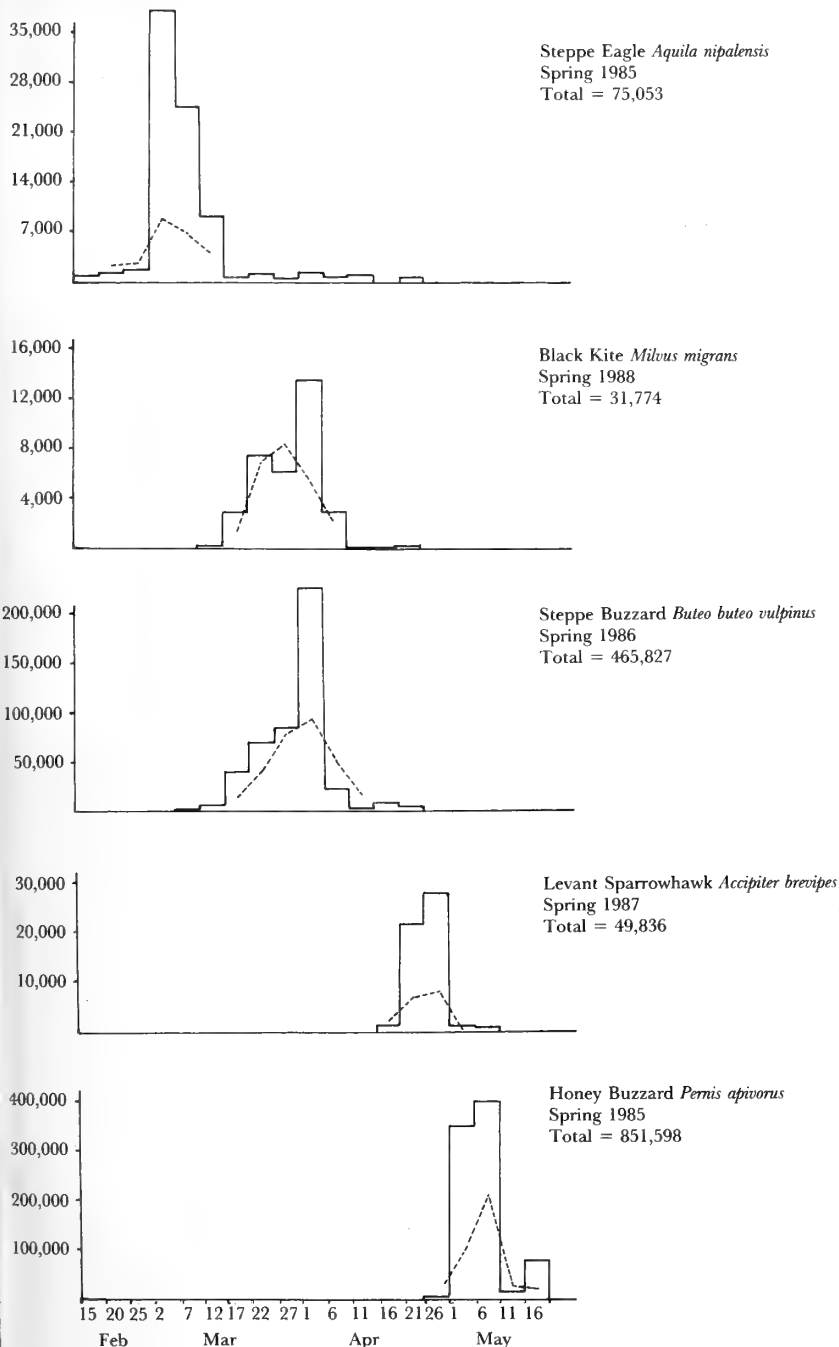 35,000
28,000
21,000
14,000
7,000
Steppe Eagle Aquila nipalensis
Spring 1985
Total = 75,053
16,000
12,000
8,000
4,000
Black Kite Milvus migrans
Spring 1988
Total = 31,774
200,000
150,000
100,000
50,000
Steppe Buzzard Buteo buteo vulpinus
Spring 1986
Total = 465,827
30,000
20,000
10,000
Levant Sparrowhawk Accipiter brevipes
Spring 1987
Total = 49,836
400,000
300,000
200,000
100,000
Honey Buzzard Pernis apivorus
Spring 1985
Total = 851,598
15 20 25 2 7 12 17 22 27 1 6 11 16 21 26 1 6 11 16
Feb Mar Apr May